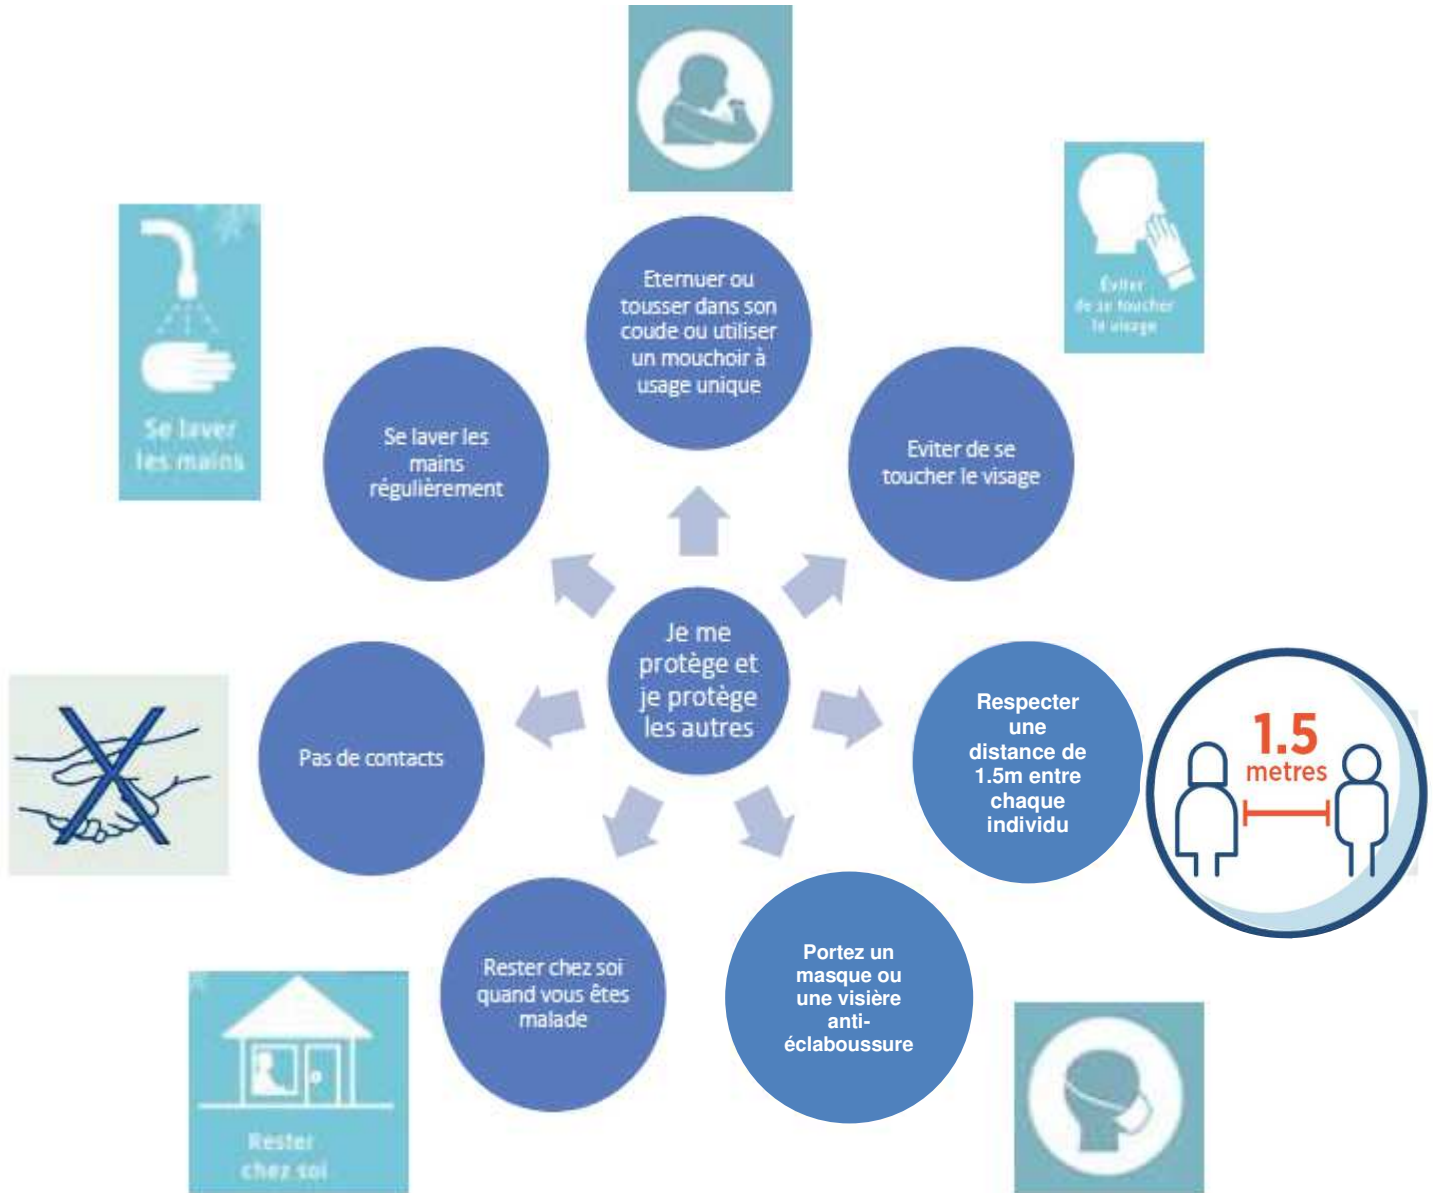 Eternuer ou
tousser dans son
coude ou utiliser
un mouchoir à
usage unique
Éviter
de se toucher
le visage
Se laver
les mains
Se laver les
mains
régulièrement
Eviter de se
toucher le visage
Je me
protège et
je protège
les autres
Respecter
une
distance de
1.5m entre
chaque
individu
1.5
metres
Pas de contacts
Rester chez soi
quand vous êtes
malade
Portez un
masque ou
une visière
anti-
éclaboussure
Rester
chez soi